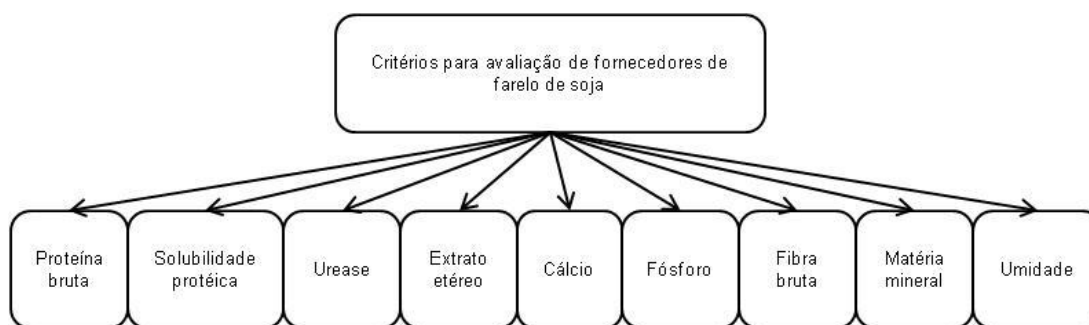 Critérios para avaliação de fornecedores de
farelo de soja
Proteína
bruta
Solubilidade
protéica
Urease
Extrato
etéreo
Cálcio
Fósforo
Fibra
bruta
Matéria
mineral
Umidade